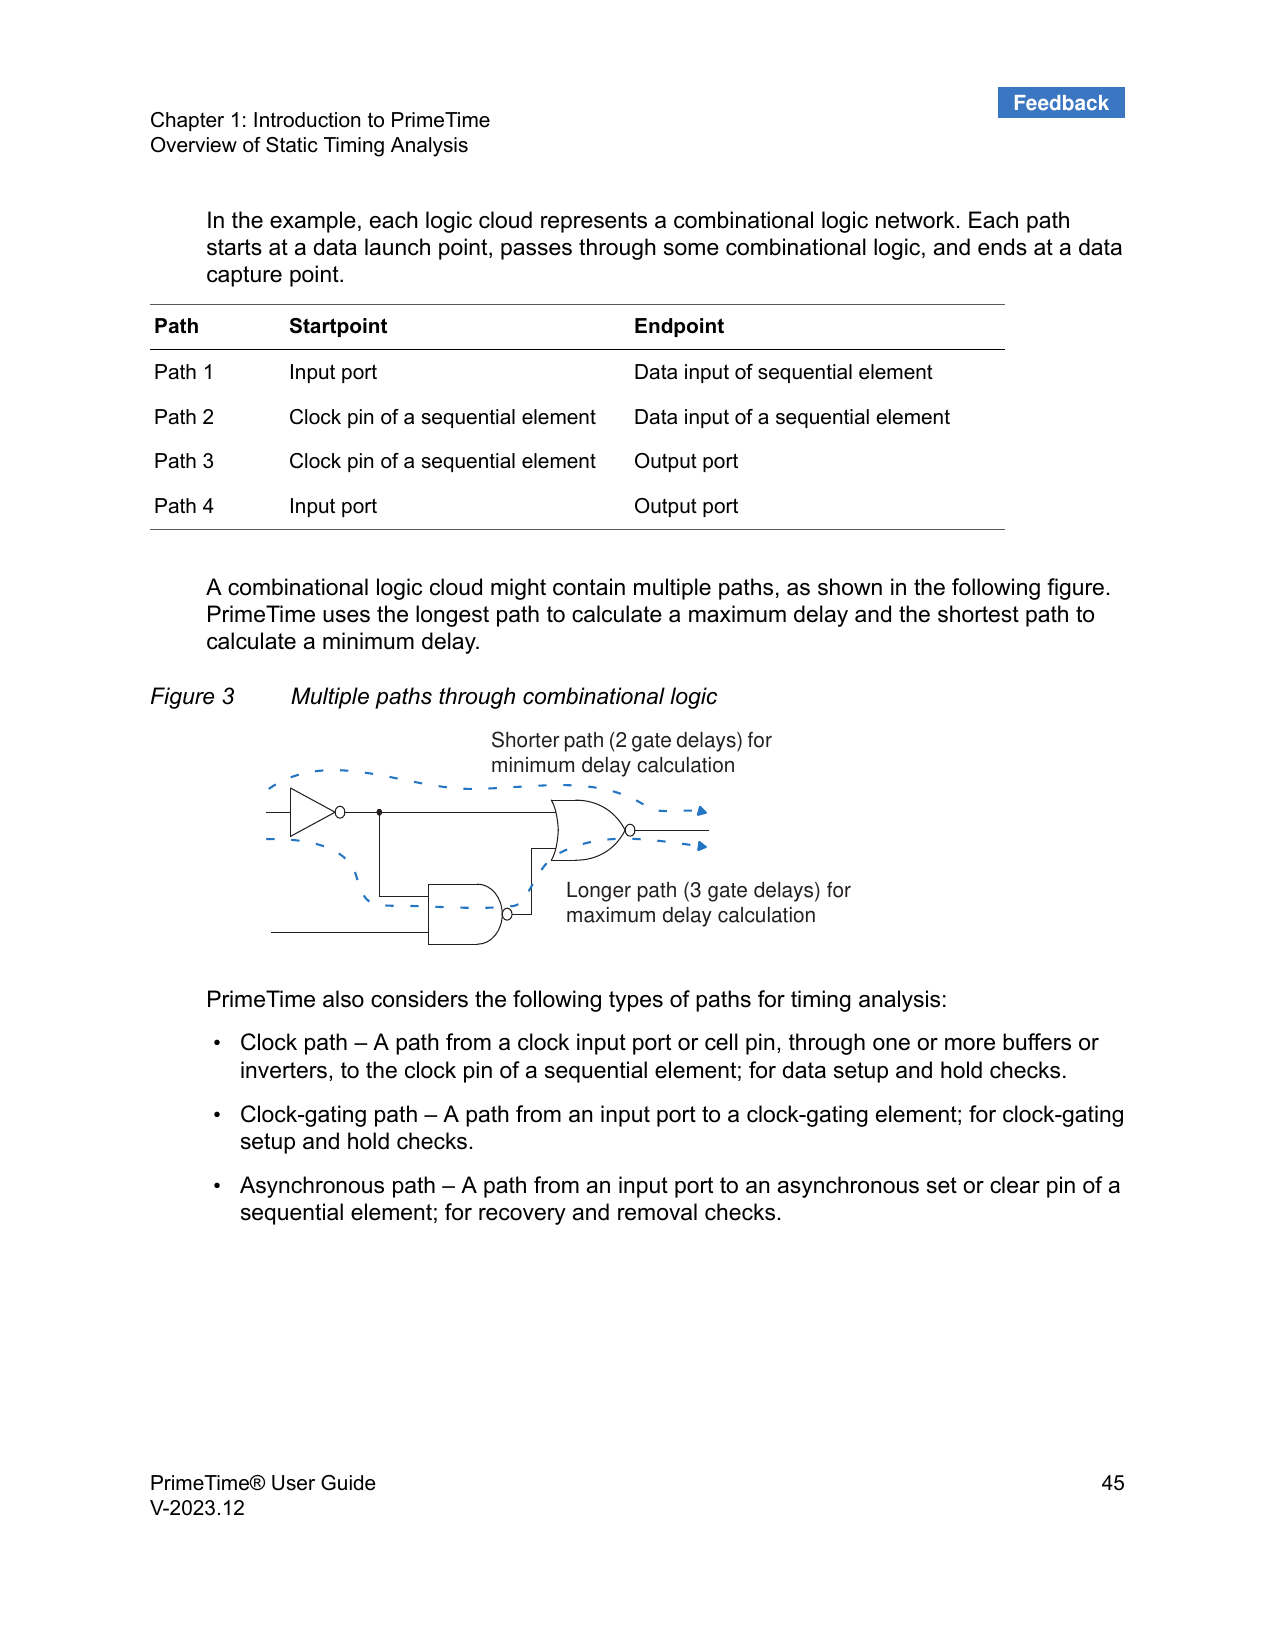 Feedback
Chapter 1: Introduction to PrimeTime
Overview of Static Timing Analysis
In the example, each logic cloud represents a combinational logic network. Each path
starts at a data launch point, passes through some combinational logic, and ends at a data
capture point.
Path Startpoint Endpoint
Path 1 Input port Data input of sequential element
Path 2 Clock pin of a sequential element Data input of a sequential element
Path 3 Clock pin of a sequential element Output port
Path 4 Input port Output port
A combinational logic cloud might contain multiple paths, as shown in the following figure.
PrimeTime uses the longest path to calculate a maximum delay and the shortest path to
calculate a minimum delay.
Figure 3 Multiple paths through combinational logic
Shorter path (2 gate delays) for
minimum delay calculation
Longer path (3 gate delays) for
maximum delay calculation
PrimeTime also considers the following types of paths for timing analysis:
• Clock path – A path from a clock input port or cell pin, through one or more buffers or
inverters, to the clock pin of a sequential element; for data setup and hold checks.
• Clock-gating path – A path from an input port to a clock-gating element; for clock-gating
setup and hold checks.
• Asynchronous path – A path from an input port to an asynchronous set or clear pin of a
sequential element; for recovery and removal checks.
PrimeTime® User Guide 45
V-2023.12